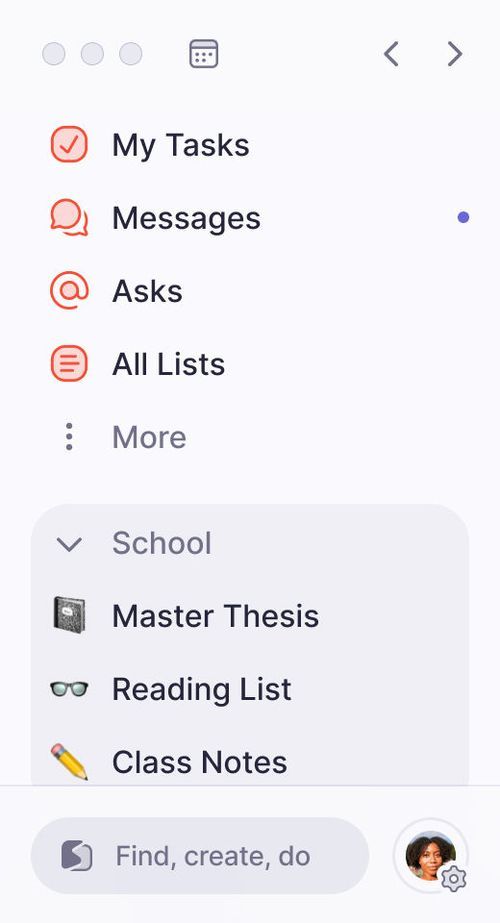 My Tasks
Messages
Asks
All Lists
More
School
Master Thesis
Reading List
Class Notes
Find, create, do